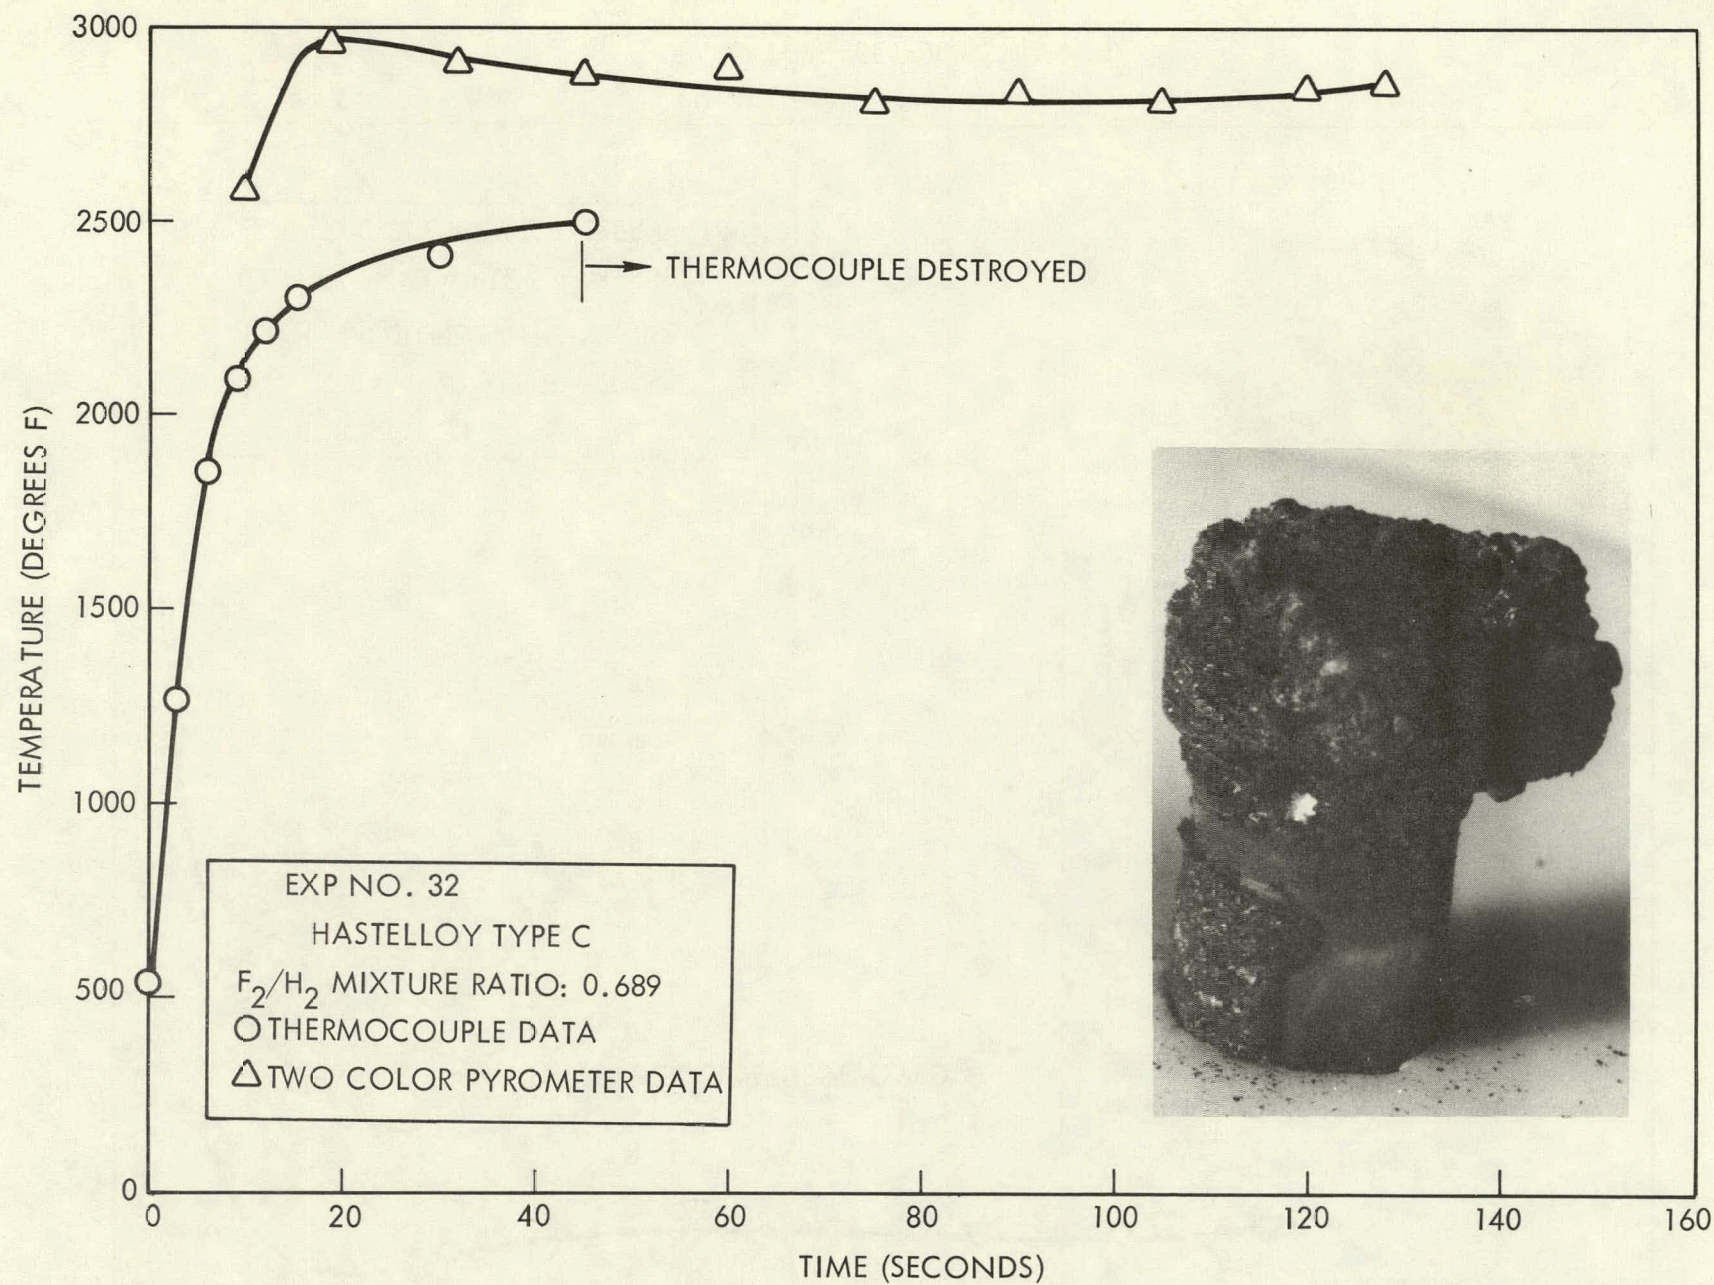 3000
2500
2000
1500
1000
500
0
TEMPERATURE (DEGREES F)
THERMOCOUPLE DESTROYED
EXP NO. 32
HASTELLOY TYPE C
F₂/H₂ MIXTURE RATIO: 0.689
THERMOCOUPLE DATA
TWO COLOR PYROMETER DATA
0 20 40 60 80 100 120 140 160
TIME (SECONDS)